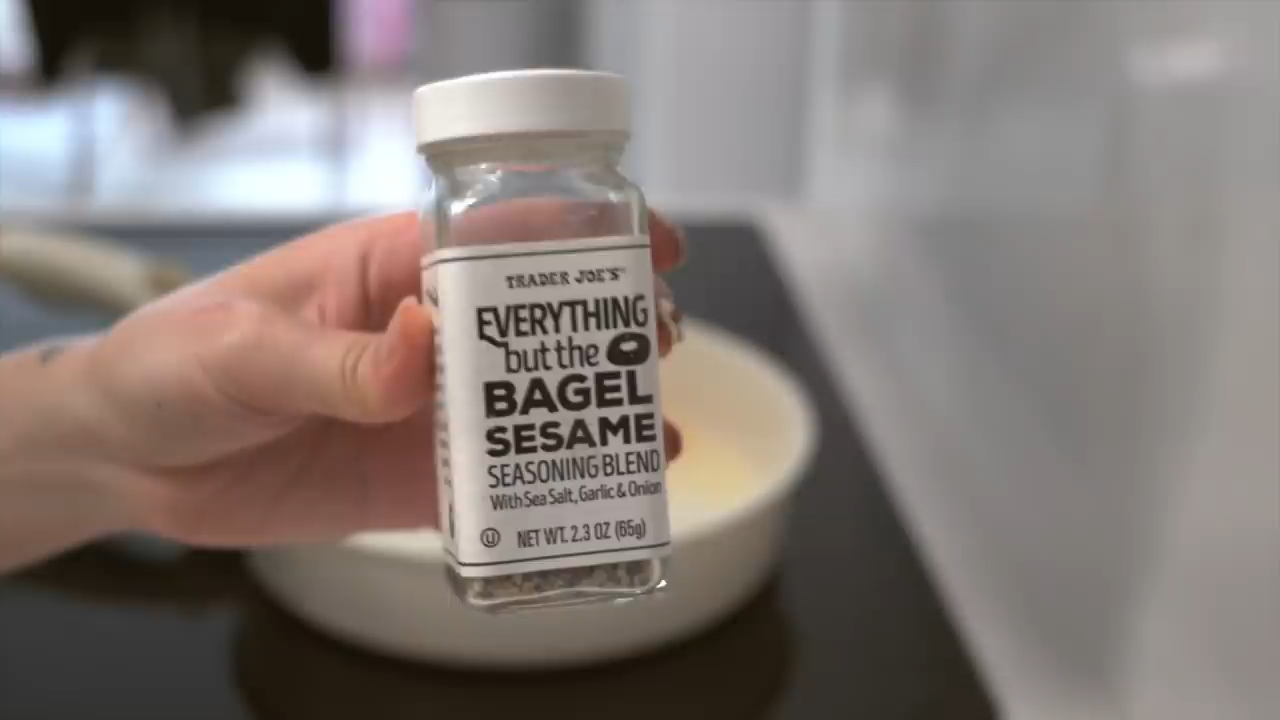 TRADER JOE'S
EVERYTHING
but the
BAGEL
SESAME
SEASONING BLEND
With Sea Salt, Garlic & Onion
U NET WT. 2.3 OZ (65g)